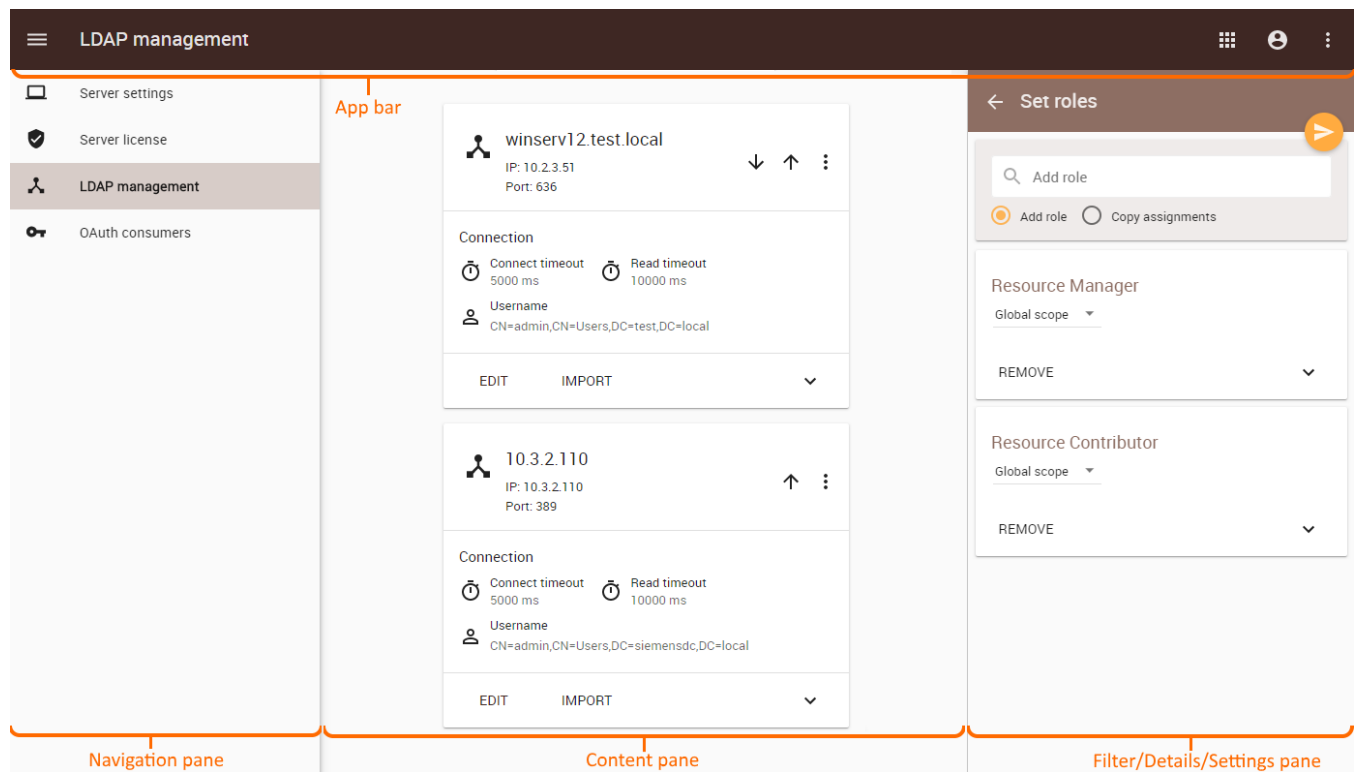 LDAP management
Server settings
Server license
LDAP management
OAuth consumers
App bar
winserv12.test.local
IP: 10.2.3.51
Port: 636
Connection
Connect timeout
5000 ms
Read timeout
10000 ms
Username
CN=admin,CN=Users,DC=test,DC=local
EDIT
IMPORT
10.3.2.110
IP: 10.3.2.110
Port: 389
Connection
Connect timeout
5000 ms
Read timeout
10000 ms
Username
CN=admin,CN=Users,DC=siemensdc,DC=local
EDIT
IMPORT
Set roles
Add role
Add role
Copy assignments
Resource Manager
Global scope
REMOVE
Resource Contributor
Global scope
REMOVE
Navigation pane
Content pane
Filter/Details/Settings pane